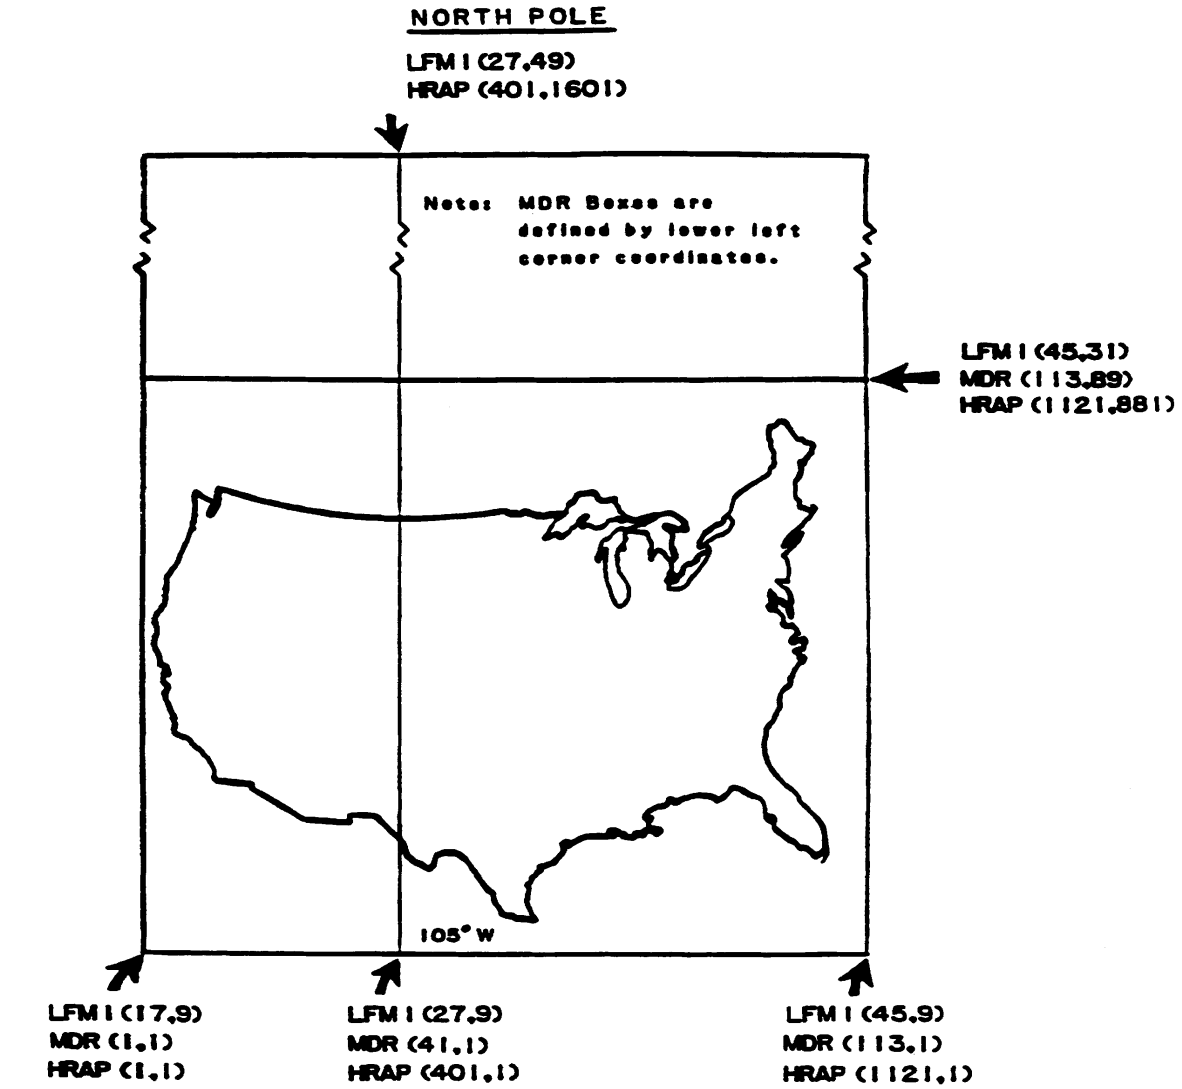 NORTH POLE
LFM I (27,49)
HRAP (401,1601)
Note: MDR Boxes are
defined by lower left
corner coordinates.
LFM I (45,31)
MDR (113,89)
HRAP (1121,881)
105° W
LFM I (17,9)
MDR (1,1)
HRAP (1,1)
LFM I (27,9)
MDR (41,1)
HRAP (401,1)
LFM I (45,9)
MDR (113,1)
HRAP (1121,1)